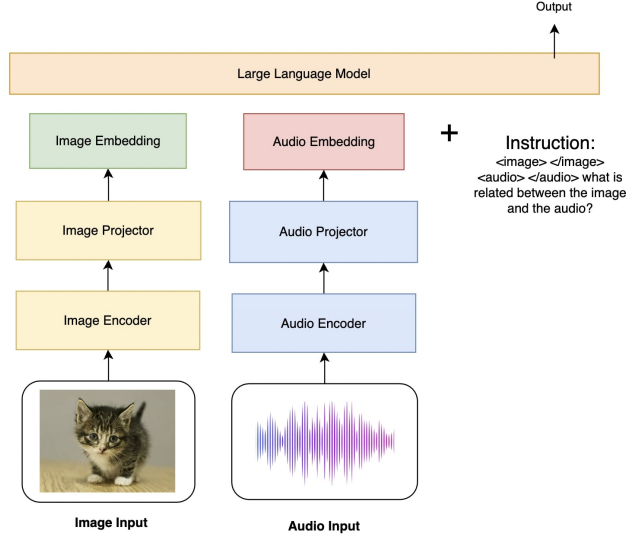 Output
Large Language Model
Image Embedding
Audio Embedding
+
Instruction:
<image> </image>
<audio> </audio> what is
related between the image
and the audio?
Image Projector
Audio Projector
Image Encoder
Audio Encoder
Image Input
Audio Input